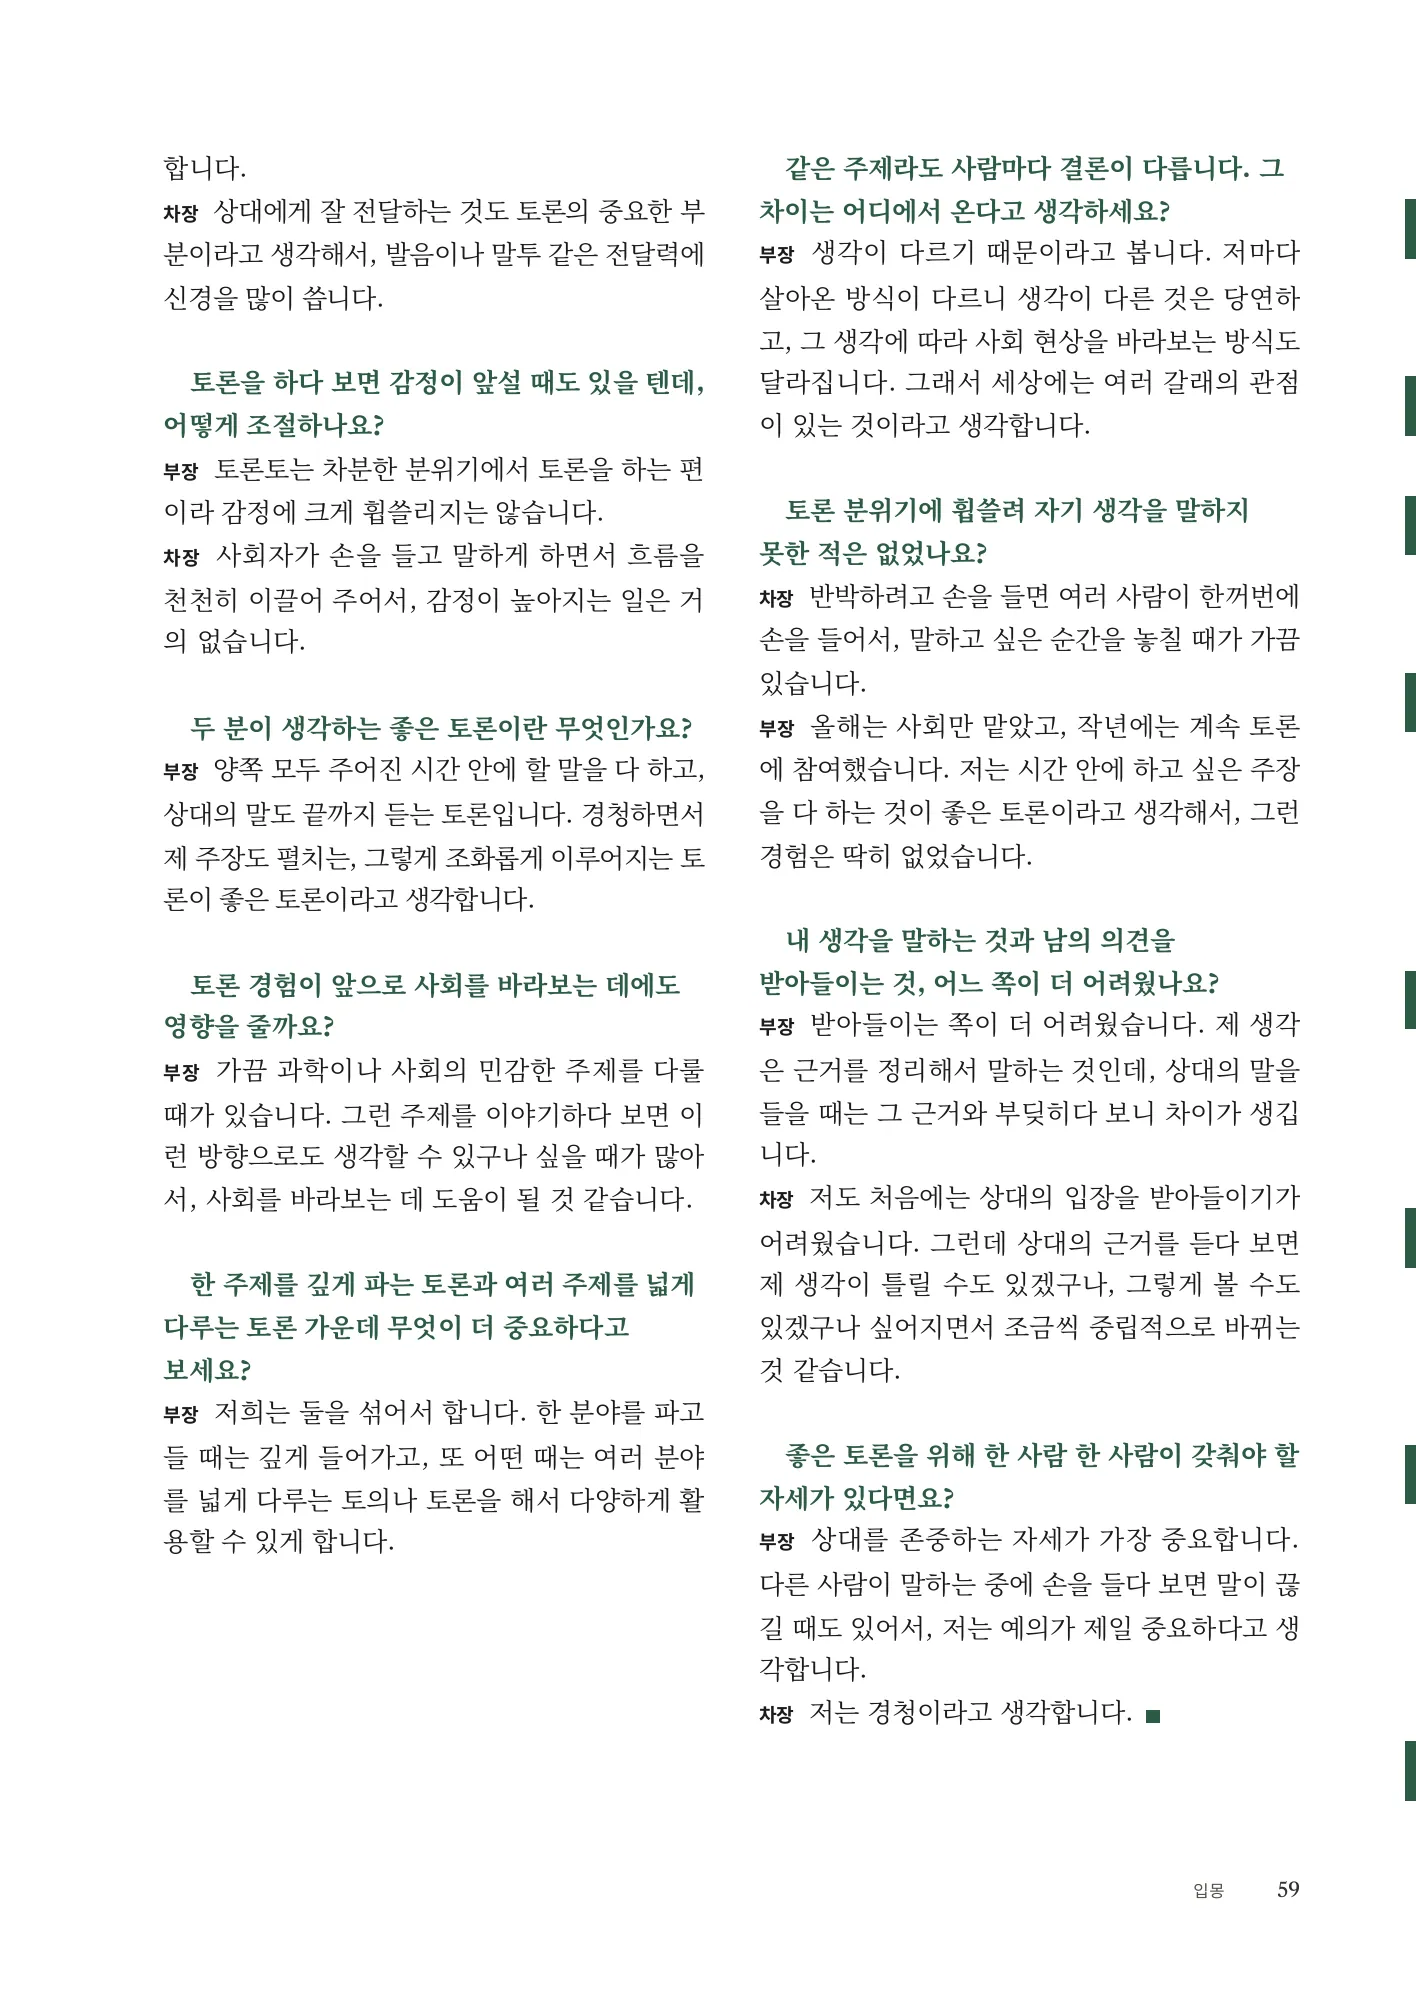 합니다.
차장 상대에게 잘 전달하는 것도 토론의 중요한 부
분이라고 생각해서, 발음이나 말투 같은 전달력에
신경을 많이 씁니다.
토론을 하다 보면 감정이 앞설 때도 있을 텐데,
어떻게 조절하나요?
부장 토론토는 차분한 분위기에서 토론을 하는 편
이라 감정에 크게 휩쓸리지는 않습니다.
차장 사회자가 손을 들고 말하게 하면서 흐름을
천천히 이끌어 주어서, 감정이 높아지는 일은 거
의 없습니다.
두 분이 생각하는 좋은 토론이란 무엇인가요?
부장 양쪽 모두 주어진 시간 안에 할 말을 다 하고,
상대의 말도 끝까지 듣는 토론입니다. 경청하면서
제 주장도 펼치는, 그렇게 조화롭게 이루어지는 토
론이 좋은 토론이라고 생각합니다.
토론 경험이 앞으로 사회를 바라보는 데에도
영향을 줄까요?
부장 가끔 과학이나 사회의 민감한 주제를 다룰
때가 있습니다. 그런 주제를 이야기하다 보면 이
런 방향으로도 생각할 수 있구나 싶을 때가 많아
서, 사회를 바라보는 데 도움이 될 것 같습니다.
한 주제를 깊게 파는 토론과 여러 주제를 넓게
다루는 토론 가운데 무엇이 더 중요하다고
보세요?
부장 저희는 둘을 섞어서 합니다. 한 분야를 파고
들 때는 깊게 들어가고, 또 어떤 때는 여러 분야
를 넓게 다루는 토의나 토론을 해서 다양하게 활
용할 수 있게 합니다.
같은 주제라도 사람마다 결론이 다릅니다. 그
차이는 어디에서 온다고 생각하세요?
부장 생각이 다르기 때문이라고 봅니다. 저마다
살아온 방식이 다르니 생각이 다른 것은 당연하
고, 그 생각에 따라 사회 현상을 바라보는 방식도
달라집니다. 그래서 세상에는 여러 갈래의 관점
이 있는 것이라고 생각합니다.
토론 분위기에 휩쓸려 자기 생각을 말하지
못한 적은 없었나요?
차장 반박하려고 손을 들면 여러 사람이 한꺼번에
손을 들어서, 말하고 싶은 순간을 놓칠 때가 가끔
있습니다.
부장 올해는 사회만 맡았고, 작년에는 계속 토론
에 참여했습니다. 저는 시간 안에 하고 싶은 주장
을 다 하는 것이 좋은 토론이라고 생각해서, 그런
경험은 딱히 없었습니다.
내 생각을 말하는 것과 남의 의견을
받아들이는 것, 어느 쪽이 더 어려웠나요?
부장 받아들이는 쪽이 더 어려웠습니다. 제 생각
은 근거를 정리해서 말하는 것인데, 상대의 말을
들을 때는 그 근거와 부딪히다 보니 차이가 생깁
니다.
차장 저도 처음에는 상대의 입장을 받아들이기가
어려웠습니다. 그런데 상대의 근거를 듣다 보면
제 생각이 틀릴 수도 있겠구나, 그렇게 볼 수도
있겠구나 싶어지면서 조금씩 중립적으로 바뀌는
것 같습니다.
좋은 토론을 위해 한 사람 한 사람이 갖춰야 할
자세가 있다면요?
부장 상대를 존중하는 자세가 가장 중요합니다.
다른 사람이 말하는 중에 손을 들다 보면 말이 끊
길 때도 있어서, 저는 예의가 제일 중요하다고 생
각합니다.
차장 저는 경청이라고 생각합니다. ■
입몽 59